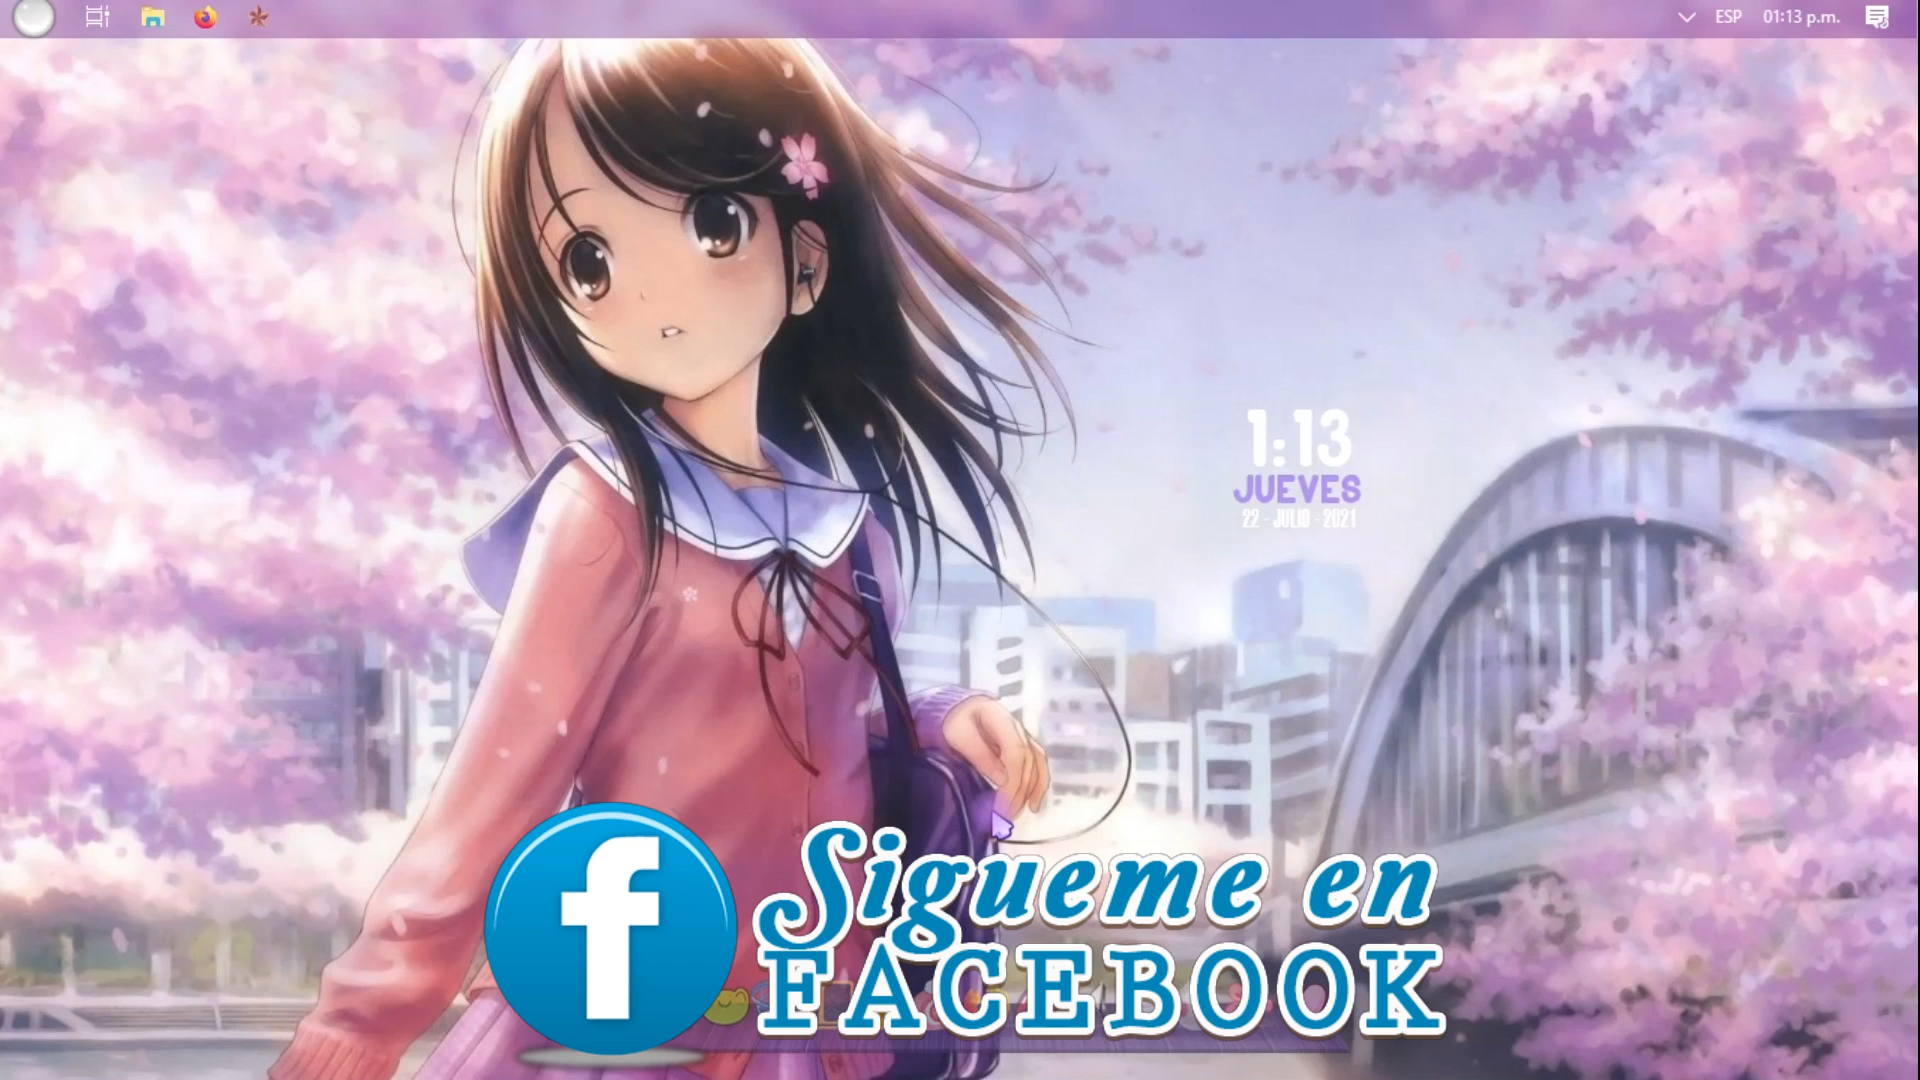 ESP 01:13 p.m.
1:13
JUEVES
22 - JULIO - 2021
f
Sigueme en
FACEBOOK